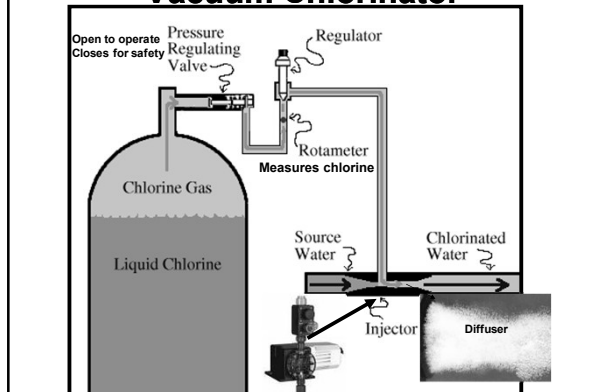 Vacuum Chlorinator
Open to operate
Closes for safety
Pressure
Regulating
Valve
Regulator
Rotameter
Measures chlorine
Chlorine Gas
Liquid Chlorine
Source
Water
Chlorinated
Water
Injector
Diffuser